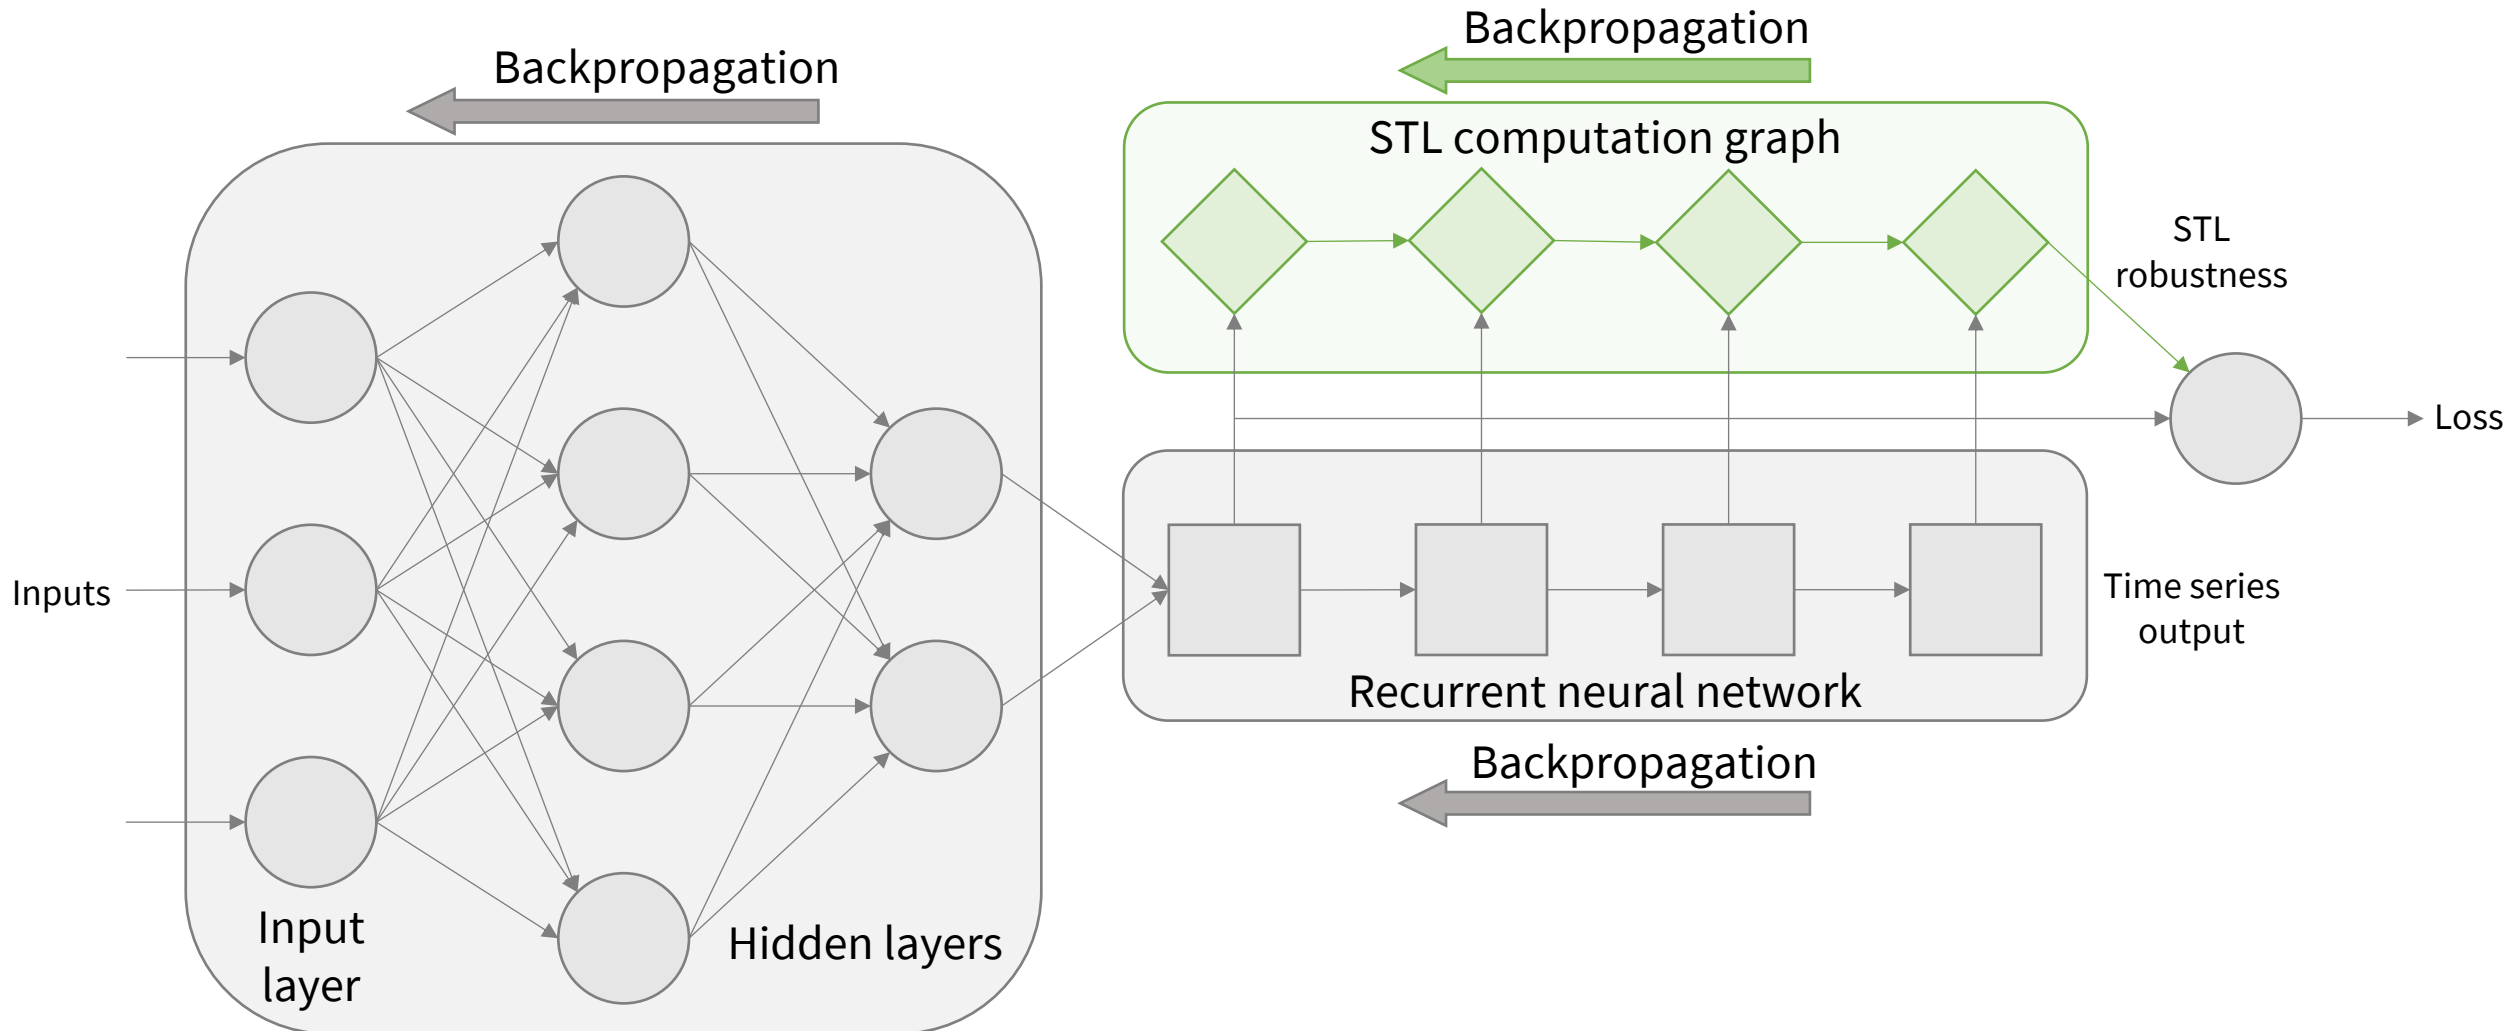 Backpropagation
Backpropagation
STL computation graph
STL
robustness
Loss
Inputs
Time series
output
Recurrent neural network
Backpropagation
Input
layer
Hidden layers